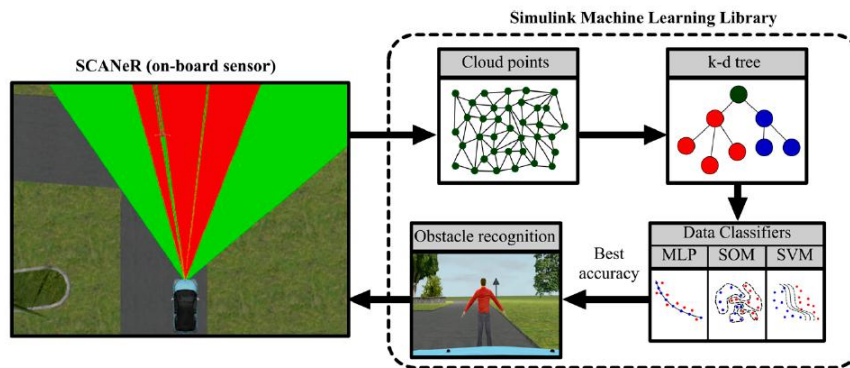 Simulink Machine Learning Library
SCANeR (on-board sensor)
Cloud points
k-d tree
Obstacle recognition
Best
accuracy
Data Classifiers
MLP
SOM
SVM